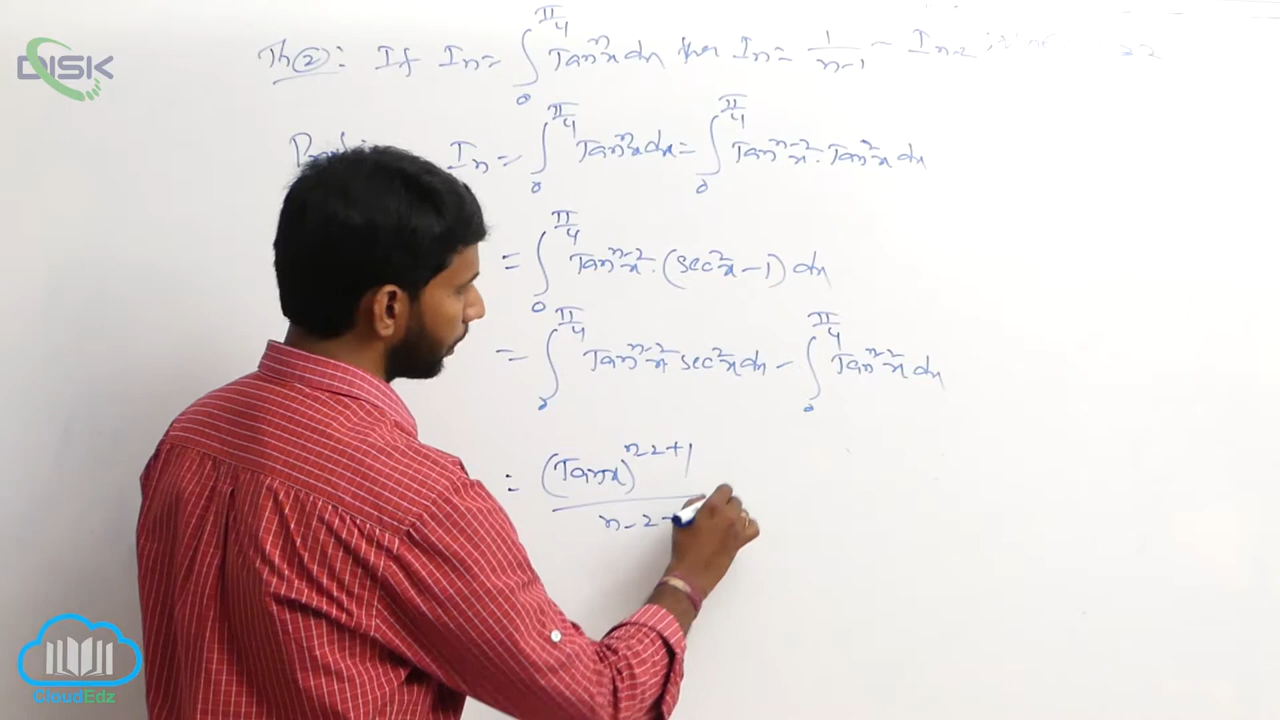 DISK
Th②: If Iₙ = ∫₀^{π/4} Tanⁿx dx then Iₙ = 1/(n-1) - Iₙ₋₂
Iₙ = ∫₀^{π/4} Tanⁿx dx = ∫₀^{π/4} Tanⁿ⁻²x · Tan²x dx
= ∫₀^{π/4} Tanⁿ⁻²x · (sec²x - 1) dx
= ∫₀^{π/4} Tanⁿ⁻²x sec²x dx - ∫₀^{π/4} Tanⁿ⁻²x dx
= (Tanx)^{n-2+1}
n-2+
CloudEdz